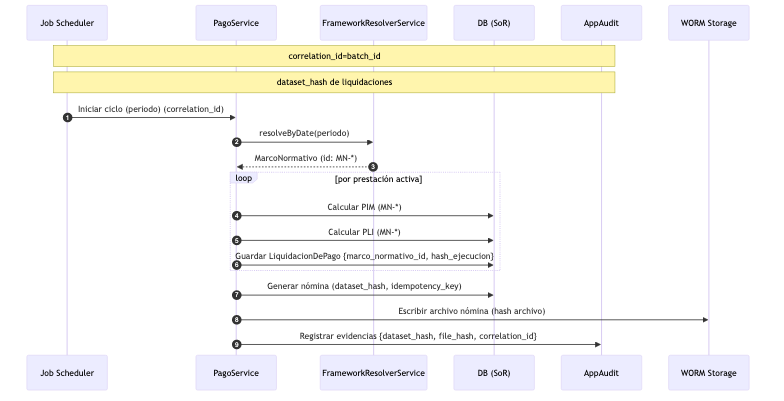 Job Scheduler
PagoService
FrameworkResolverService
DB (SoR)
AppAudit
WORM Storage
correlation_id=batch_id
dataset_hash de liquidaciones
1
Iniciar ciclo (periodo) (correlation_id)
2
resolveByDate(periodo)
MarcoNormativo (id: MN-*)
3
loop
[por prestación activa]
4
Calcular PIM (MN-*)
5
Calcular PLI (MN-*)
6
Guardar LiquidacionDePago {marco_normativo_id, hash_ejecucion}
7
Generar nómina (dataset_hash, idempotency_key)
8
Escribir archivo nómina (hash archivo)
9
Registrar evidencias {dataset_hash, file_hash, correlation_id}
Job Scheduler
PagoService
FrameworkResolverService
DB (SoR)
AppAudit
WORM Storage